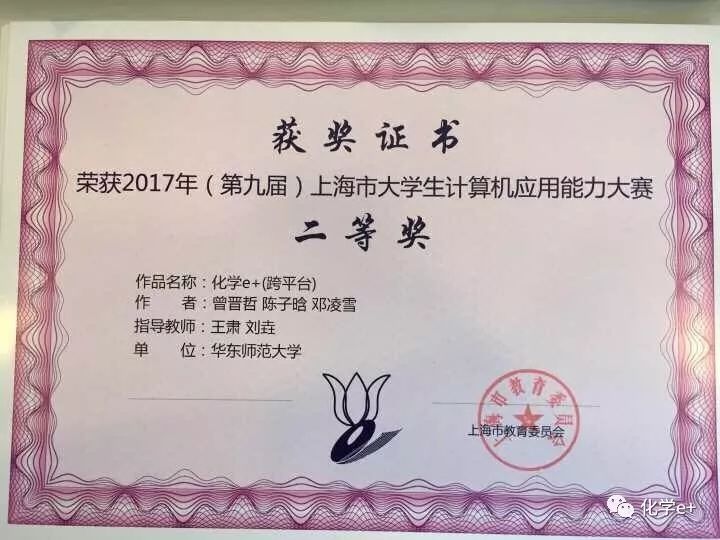 获奖证书
荣获2017年（第九届）上海市大学生计算机应用能力大赛
二等奖
作品名称：化学e+(跨平台)
作 者：曾晋哲 陈子晗 邓凌雪
指导教师：王肃 刘垚
单 位：华东师范大学
上海市教育委员会
上海市教育委员会
化学e+